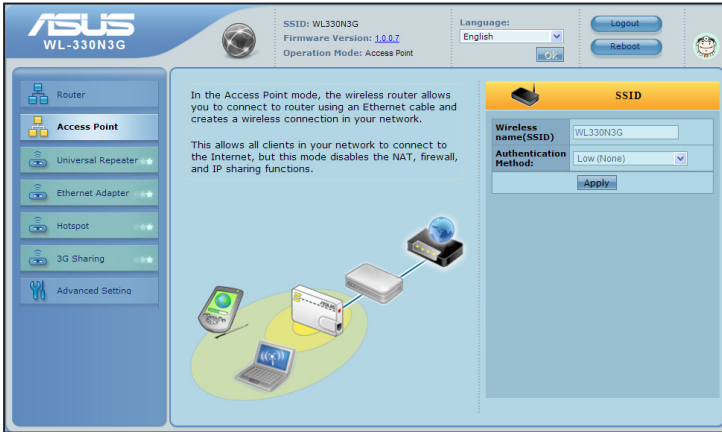 ASUS
WL-330N3G
SSID: WL330N3G
Firmware Version: 1.0.0.7
Operation Mode: Access Point
Language:
English
OK
Logout
Reboot
Router
Access Point
Universal Repeater
Ethernet Adapter
Hotspot
3G Sharing
Advanced Setting
In the Access Point mode, the wireless router allows
you to connect to router using an Ethernet cable and
creates a wireless connection in your network.
This allows all clients in your network to connect to
the Internet, but this mode disables the NAT, firewall,
and IP sharing functions.
ASUS
SSID
Wireless
name(SSID)
WL330N3G
Authentication
Method:
Low (None)
Apply